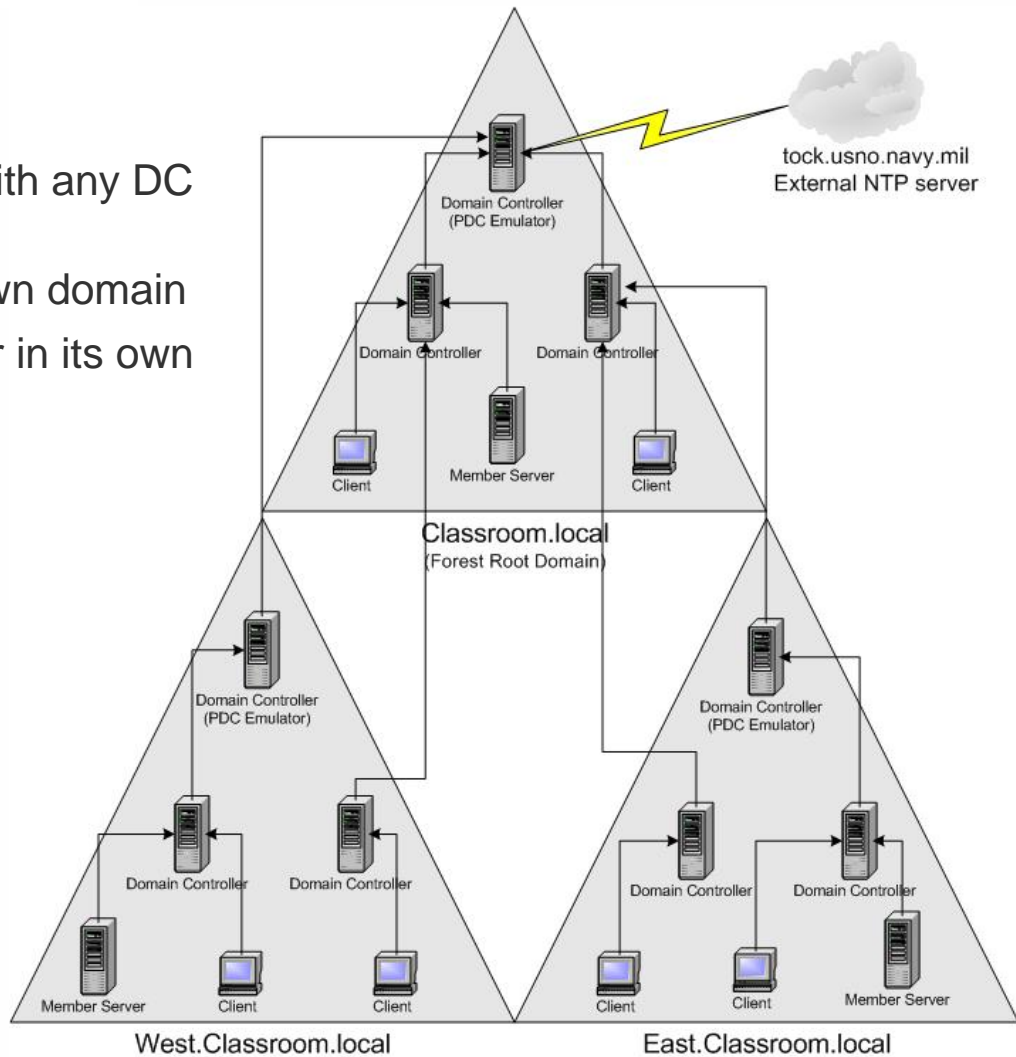 ith any DC
wn domain
r in its own
tock.usno.navy.mil
External NTP server
Domain Controller
(PDC Emulator)
Domain Controller
Domain Controller
Client
Member Server
Client
Classroom.local
(Forest Root Domain)
Domain Controller
(PDC Emulator)
Domain Controller
Domain Controller
Member Server
Client
Client
West.Classroom.local
Domain Controller
(PDC Emulator)
Domain Controller
Domain Controller
Client
Client
Member Server
East.Classroom.local